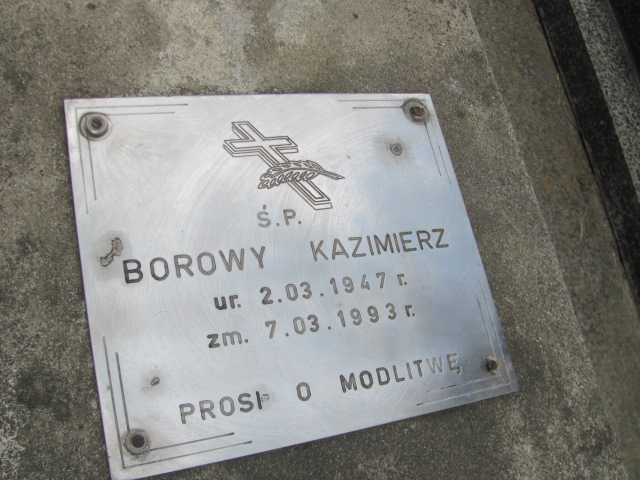 Ś.P.
BOROWY KAZIMIERZ
ur. 2.03.1947 r.
zm. 7.03.1993 r.
PROSI O MODLITWĘ